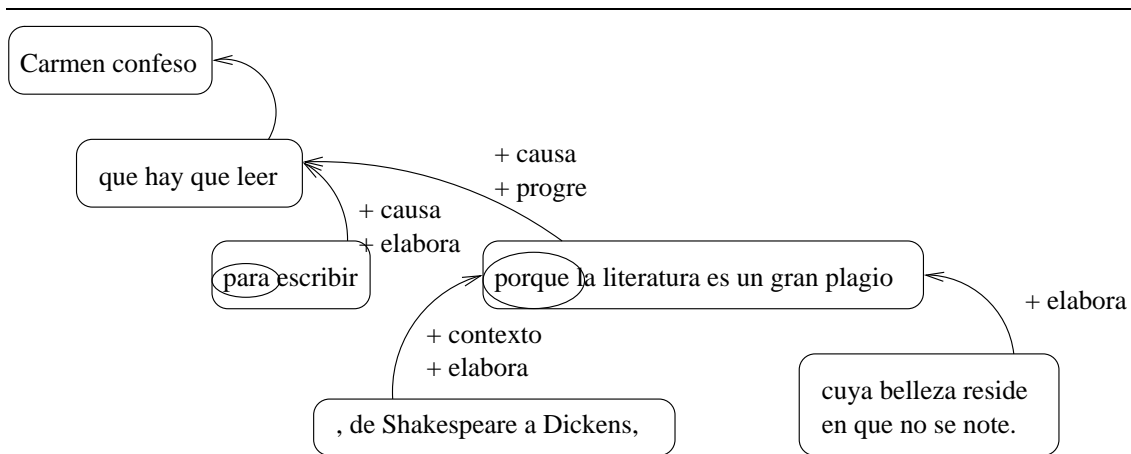 Carmen confeso
que hay que leer
+ causa
+ progre
+ causa
+ elabora
para escribir
porque la literatura es un gran plagio
+ elabora
+ contexto
+ elabora
cuya belleza reside
en que no se note.
, de Shakespeare a Dickens,